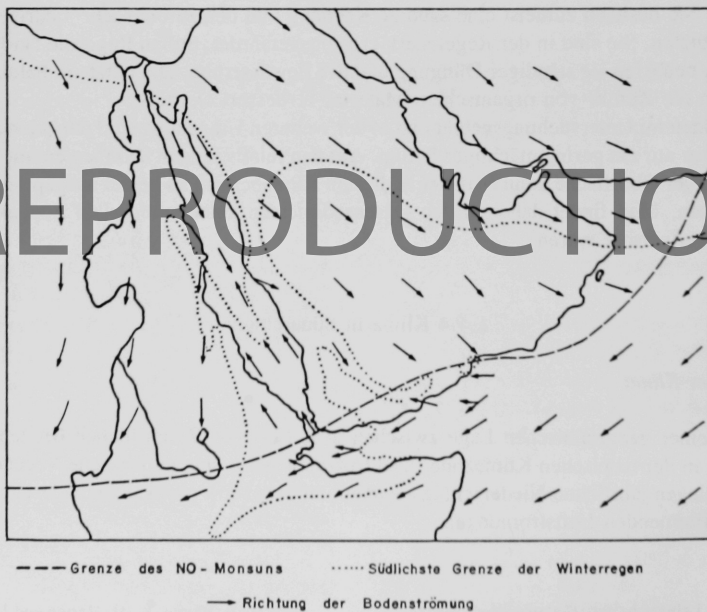 REPRODUCTIO
Grenze des NO-Monsuns
Südlichste Grenze der Winterregen
Richtung der Bodenströmung